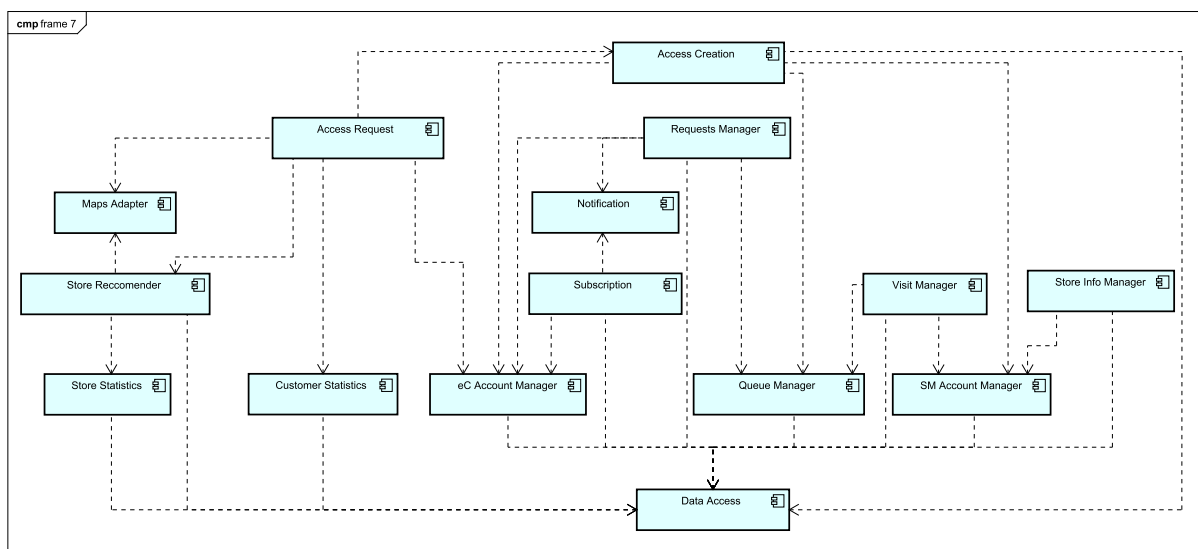 cmp frame 7
Access Creation
Access Request
Requests Manager
Maps Adapter
Notification
Store Reccomender
Subscription
Visit Manager
Store Info Manager
Store Statistics
Customer Statistics
eC Account Manager
Queue Manager
SM Account Manager
Data Access